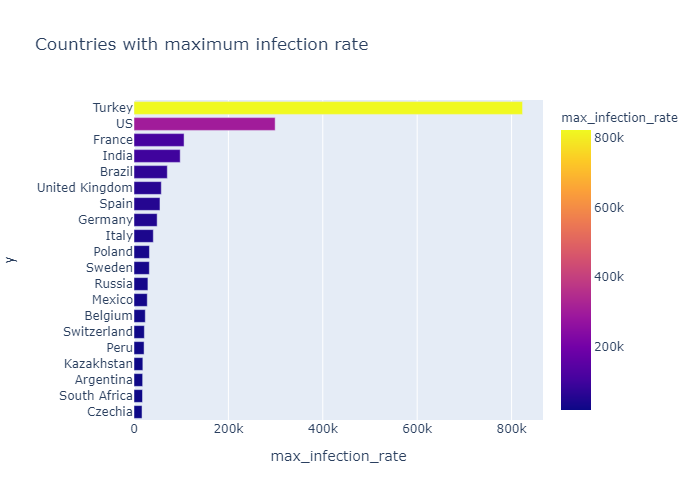 Countries with maximum infection rate
max_infection_rate
Turkey
US
France
India
Brazil
United Kingdom
Spain
Germany
Italy
Poland
Sweden
Russia
Mexico
Belgium
Switzerland
Peru
Kazakhstan
Argentina
South Africa
Czechia
y
0 200k 400k 600k 800k
max_infection_rate
800k
600k
400k
200k